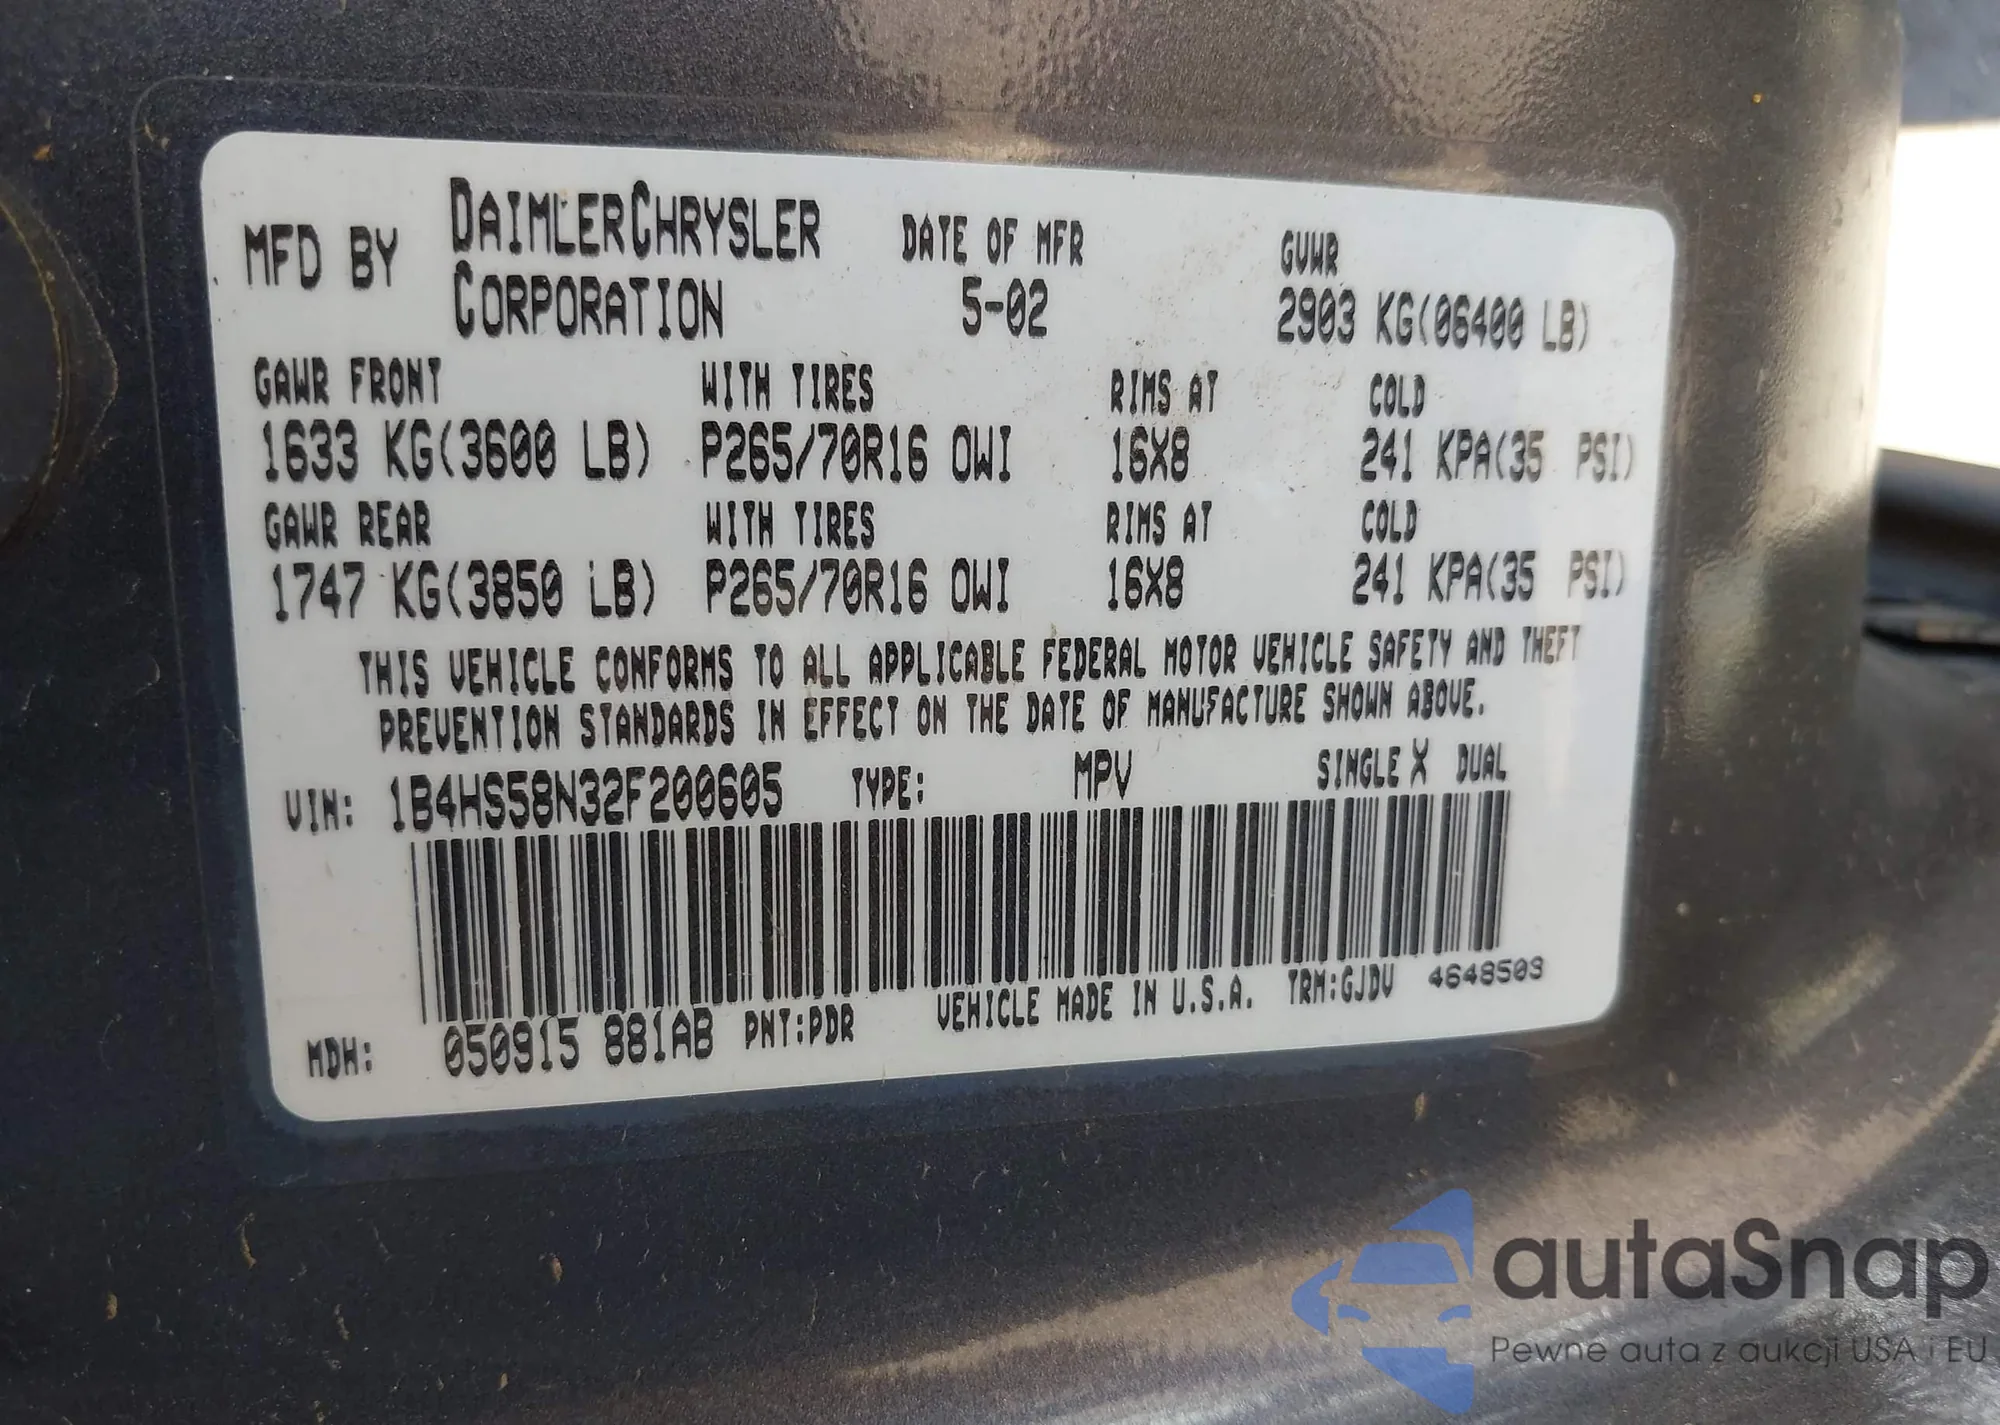 MFD BY DAIMLERCHRYSLER CORPORATION DATE OF MFR 5-02 GVWR 2903 KG(06400 LB)
GAWR FRONT WITH TIRES RIMS AT COLD
1633 KG(3600 LB) P265/70R16 OWI 16X8 241 KPA(35 PSI)
GAWR REAR WITH TIRES RIMS AT COLD
1747 KG(3850 LB) P265/70R16 OWI 16X8 241 KPA(35 PSI)
THIS VEHICLE CONFORMS TO ALL APPLICABLE FEDERAL MOTOR VEHICLE SAFETY AND THEFT
PREVENTION STANDARDS IN EFFECT ON THE DATE OF MANUFACTURE SHOWN ABOVE.
VIN: 1B4HS58N32F200605 TYPE: MPV SINGLE X DUAL
MDH: 050915 881AB PNT:PDR VEHICLE MADE IN U.S.A. TRM:GJDV 4648503
autaSnap
Pewne auta z aukcji USA i EU